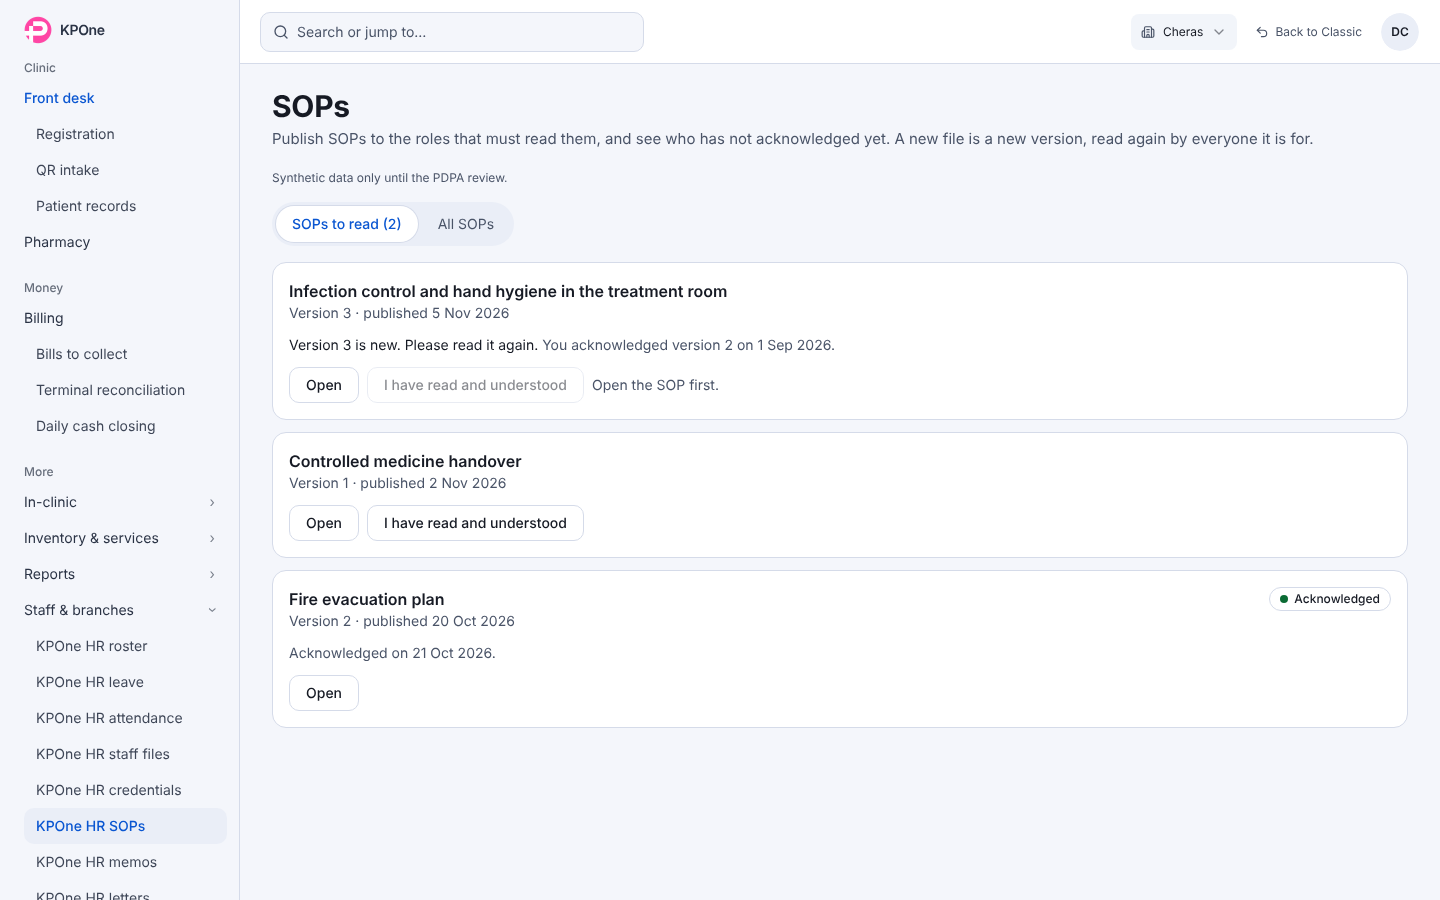 KPOne
Search or jump to...
Cheras
Back to Classic
DC
Clinic
Front desk
Registration
QR intake
Patient records
Pharmacy
Money
Billing
Bills to collect
Terminal reconciliation
Daily cash closing
More
In-clinic
Inventory & services
Reports
Staff & branches
KPOne HR roster
KPOne HR leave
KPOne HR attendance
KPOne HR staff files
KPOne HR credentials
KPOne HR SOPs
KPOne HR memos
KPOne HR letters
SOPs
Publish SOPs to the roles that must read them, and see who has not acknowledged yet. A new file is a new version, read again by everyone it is for.
Synthetic data only until the PDPA review.
SOPs to read (2)
All SOPs
Infection control and hand hygiene in the treatment room
Version 3 · published 5 Nov 2026
Version 3 is new. Please read it again. You acknowledged version 2 on 1 Sep 2026.
Open
I have read and understood
Open the SOP first.
Controlled medicine handover
Version 1 · published 2 Nov 2026
Open
I have read and understood
Fire evacuation plan
Acknowledged
Version 2 · published 20 Oct 2026
Acknowledged on 21 Oct 2026.
Open